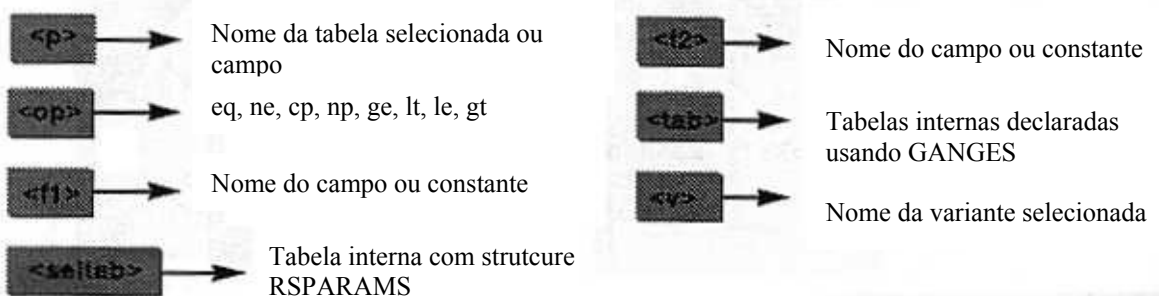 <p>
Nome da tabela selecionada ou
campo
<op>
eq, ne, cp, np, ge, lt, le, gt
<f1>
Nome do campo ou constante
<seltab>
Tabela interna com strutcure
RSPARAMS
<f2>
Nome do campo ou constante
<tab>
Tabelas internas declaradas
usando GANGES
<v>
Nome da variante selecionada